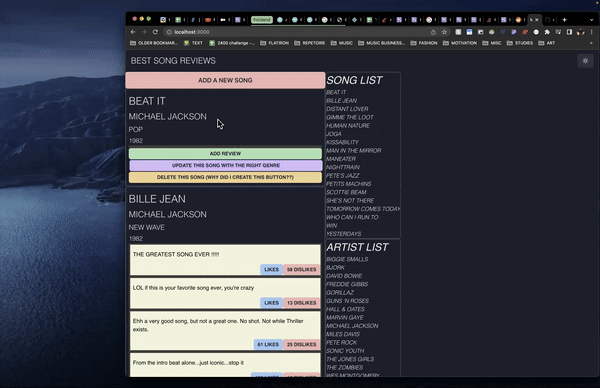 localhost:3000
OLDER BOOKMAR...
TEXT
2400 challenge -...
FLATIRON
REPETOIRE
MUSIC
MUSIC BUSINESS...
FASHION
MOTIVATION
MISC
STUDIES
ART
BEST SONG REVIEWS
ADD A NEW SONG
BEAT IT
MICHAEL JACKSON
POP
1982
ADD REVIEW
UPDATE THIS SONG WITH THE RIGHT GENRE
DELETE THIS SONG (WHY DID I CREATE THIS BUTTON??)
BILLE JEAN
MICHAEL JACKSON
NEW WAVE
1982
THE GREATEST SONG EVER !!!!!
LIKES
58 DISLIKES
LOL if this is your favorite song ever, you're crazy
LIKES
13 DISLIKES
Ehh a very good song, but not a great one. No shot. Not while Thriller
exists.
61 LIKES
25 DISLIKES
From the intro beat alone...just iconic...stop it
SONG LIST
BEAT IT
BILLE JEAN
DISTANT LOVER
GIMME THE LOOT
HUMAN NATURE
JOGA
KISSABILITY
MAN IN THE MIRROR
MANEATER
NIGHTTRAIN
PETE'S JAZZ
PETITS MACHINS
SCOTTIE BEAM
SHE'S NOT THERE
TOMORROW COMES TODAY
WHO CAN I RUN TO
WIN
YESTERDAYS
ARTIST LIST
BIGGIE SMALLS
BJORK
DAVID BOWIE
FREDDIE GIBBS
GORILLAZ
GUNS 'N ROSES
HALL & OATES
MARVIN GAYE
MICHAEL JACKSON
MILES DAVIS
PETE ROCK
SONIC YOUTH
THE JONES GIRLS
THE ZOMBIES
WES MONTGOMERY